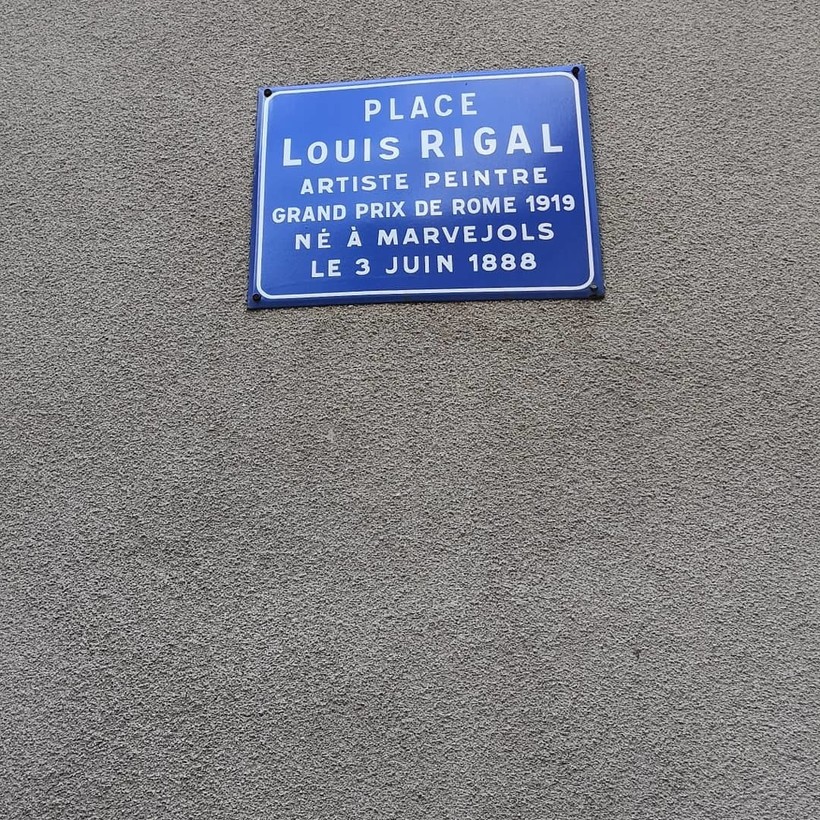 PLACE
LOUIS RIGAL
ARTISTE PEINTRE
GRAND PRIX DE ROME 1919
NÉ À MARVEJOLS
LE 3 JUIN 1888